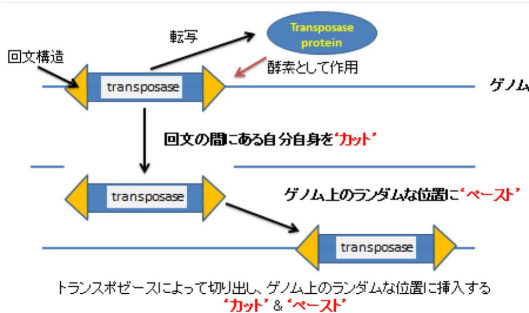 転写
Transposase
protein
回文構造
酵素として作用
transposase
ゲノム
回文の間にある自分自身を‘カット’
ゲノム上のランダムな位置に‘ペースト’
transposase
transposase
トランスポゼースによって切り出し、ゲノム上のランダムな位置に挿入する
‘カット’ & ‘ペースト’